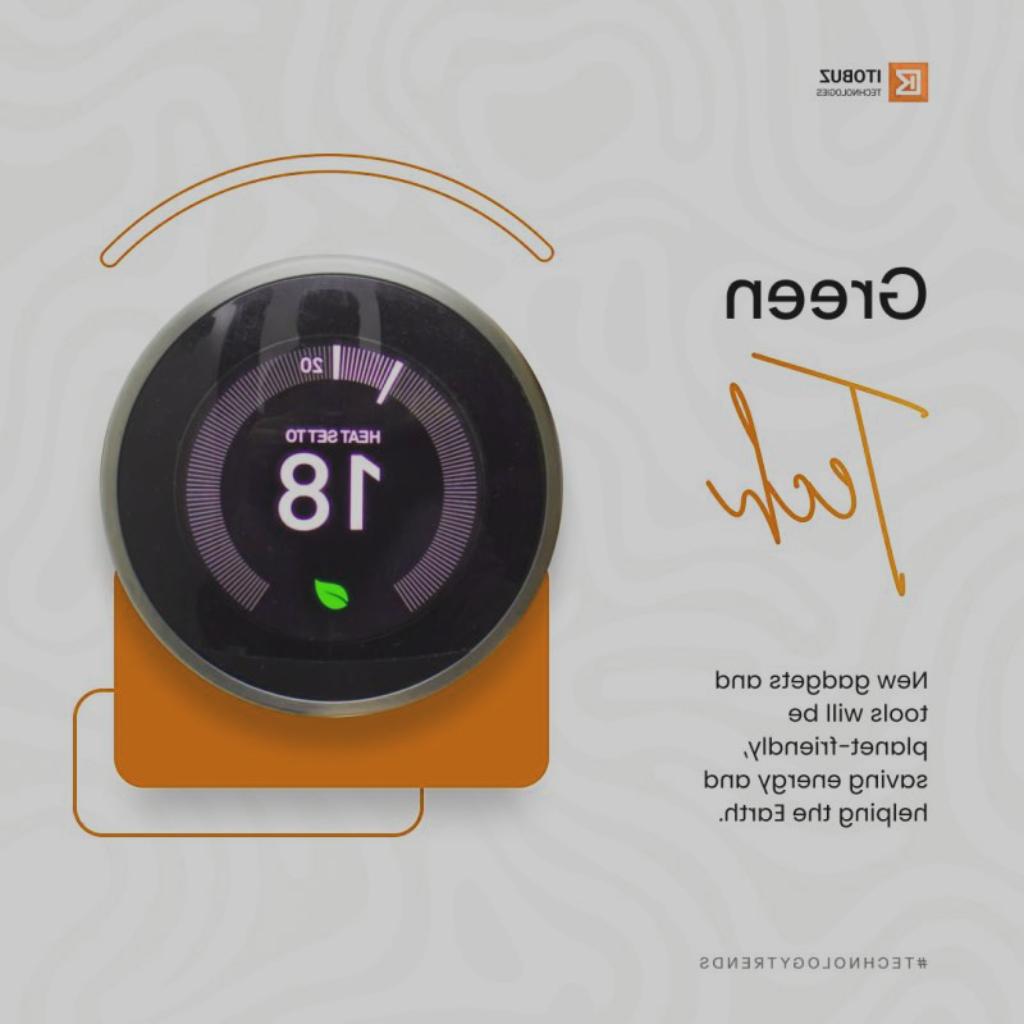 ITOBUZ
TECHNOLOGIES
Green
Tech
20
HEAT SET TO
18
New gadgets and
tools will be
planet-friendly,
saving energy and
helping the Earth.
#TECHNOLOGYTRENDS